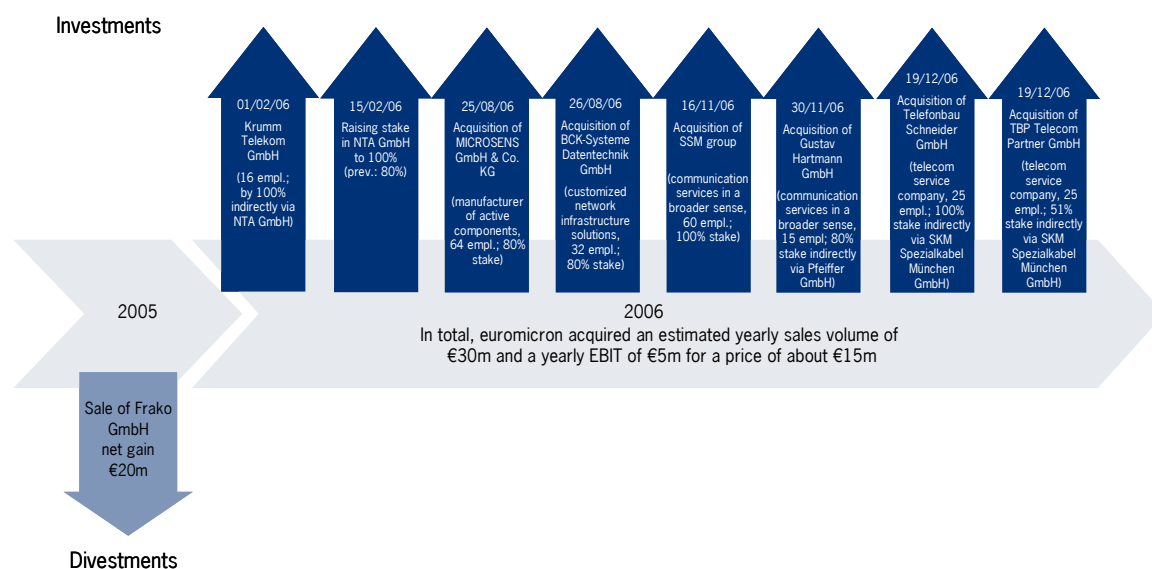 Investments
01/02/06
Krumm
Telekom
GmbH
(16 empl.;
by 100%
indirectly via
NTA GmbH)
15/02/06
Raising stake
in NTA GmbH
to 100%
(prev.: 80%)
25/08/06
Acquisition of
MICROSENS
GmbH & Co.
KG
(manufacturer
of active
components,
64 empl.; 80%
stake)
26/08/06
Acquisition of
BCK-Systeme
Datentechnik
GmbH
(customized
network
infrastructure
solutions,
32 empl.;
80% stake)
16/11/06
Acquisition of
SSM group
(communication
services in a
broader sense,
60 empl.;
100% stake)
30/11/06
Acquisition of
Gustav
Hartmann
GmbH
(communication
services in a
broader sense,
15 empl; 80%
stake indirectly
via Pfeiffer
GmbH)
19/12/06
Acquisition of
Telefonbau
Schneider
GmbH
(telecom
service
company, 25
empl.; 100%
stake indirectly
via SKM
Spezialkabel
München
GmbH)
19/12/06
Acquisition of
TBP Telecom
Partner GmbH
(telecom
service
company, 25
empl.; 51%
stake indirectly
via SKM
Spezialkabel
München
GmbH)
2005
2006
In total, euromicron acquired an estimated yearly sales volume of
€30m and a yearly EBIT of €5m for a price of about €15m
Sale of Frako
GmbH
net gain
€20m
Divestments